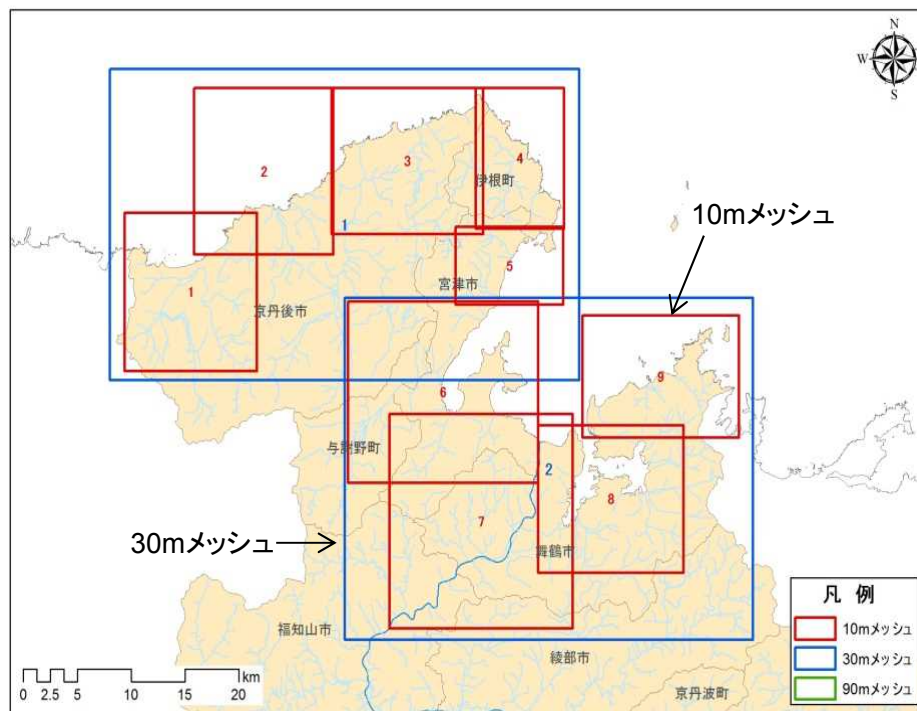 N
W E
S
2
3
4
伊根町
1
10mメッシュ
5
宮津市
1
京丹後市
9
6
与謝野町
2
8
7
30mメッシュ
舞鶴市
福知山市
綾部市
京丹波町
凡 例
10mメッシュ
30mメッシュ
90mメッシュ
km
0 2.5 5 10 15 20